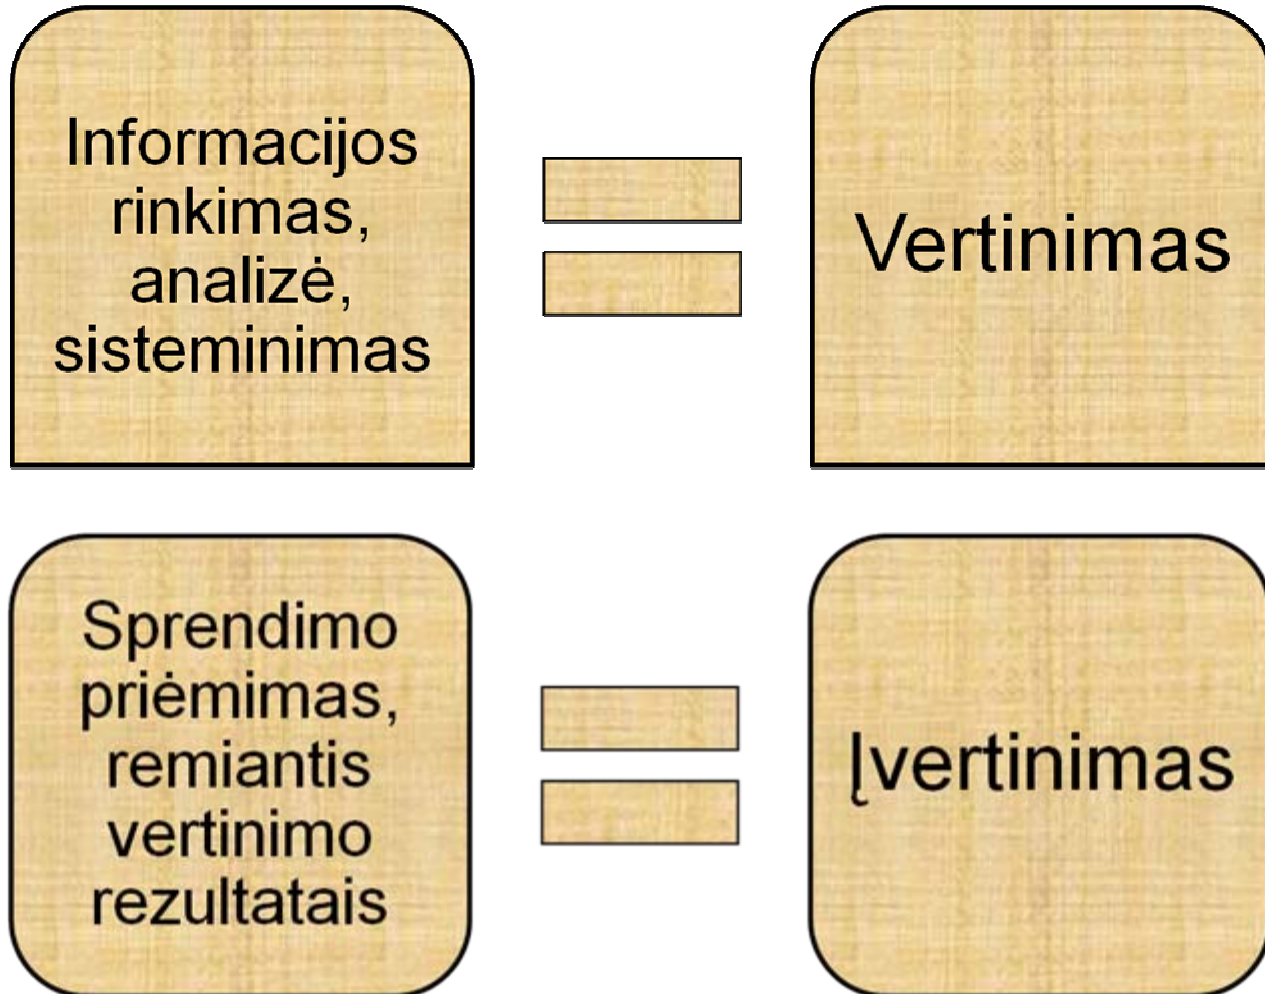 Informacijos
rinkimas,
analizė,
sisteminimas
Vertinimas
Sprendimo
priėmimas,
remiantis
vertinimo
rezultatais
Įvertinimas